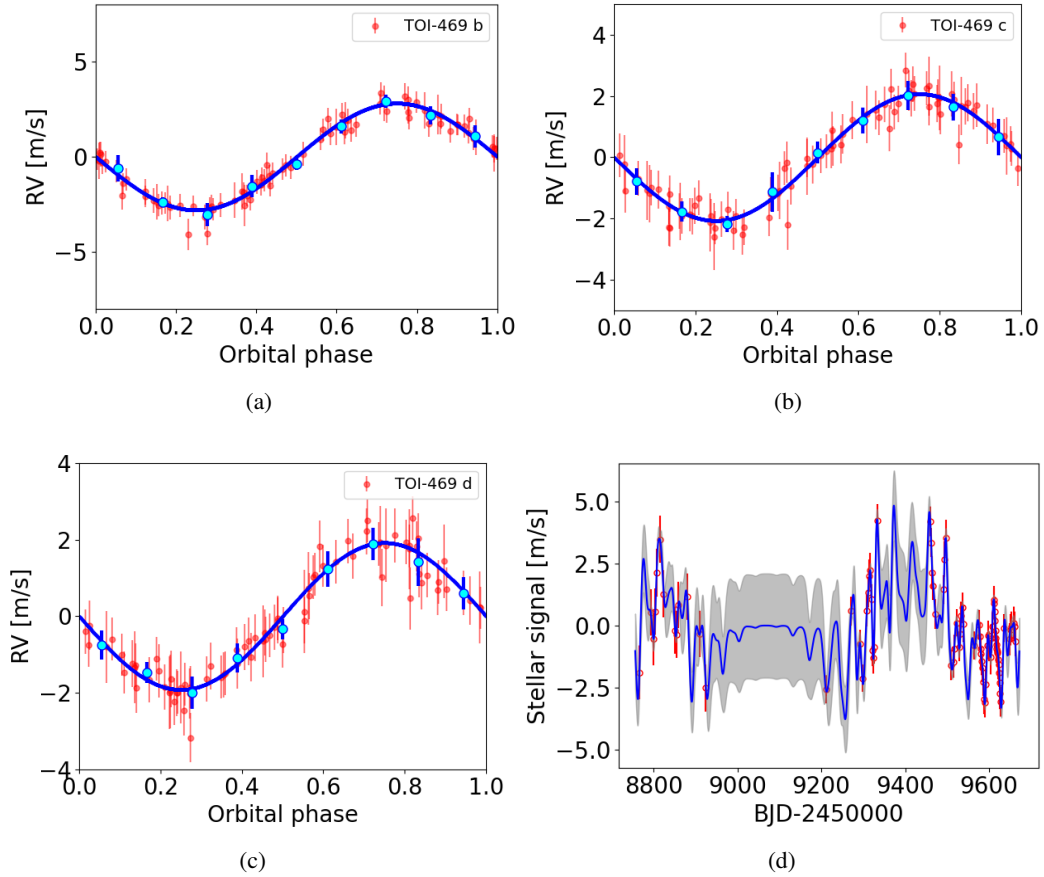 TOI-469 b
RV [m/s]
5
0
−5
0.0 0.2 0.4 0.6 0.8 1.0
Orbital phase
(a)
TOI-469 c
RV [m/s]
4
2
0
−2
−4
0.0 0.2 0.4 0.6 0.8 1.0
Orbital phase
(b)
TOI-469 d
RV [m/s]
4
2
0
−2
−4
0.0 0.2 0.4 0.6 0.8 1.0
Orbital phase
(c)
Stellar signal [m/s]
5.0
2.5
0.0
−2.5
−5.0
8800 9000 9200 9400 9600
BJD-2450000
(d)